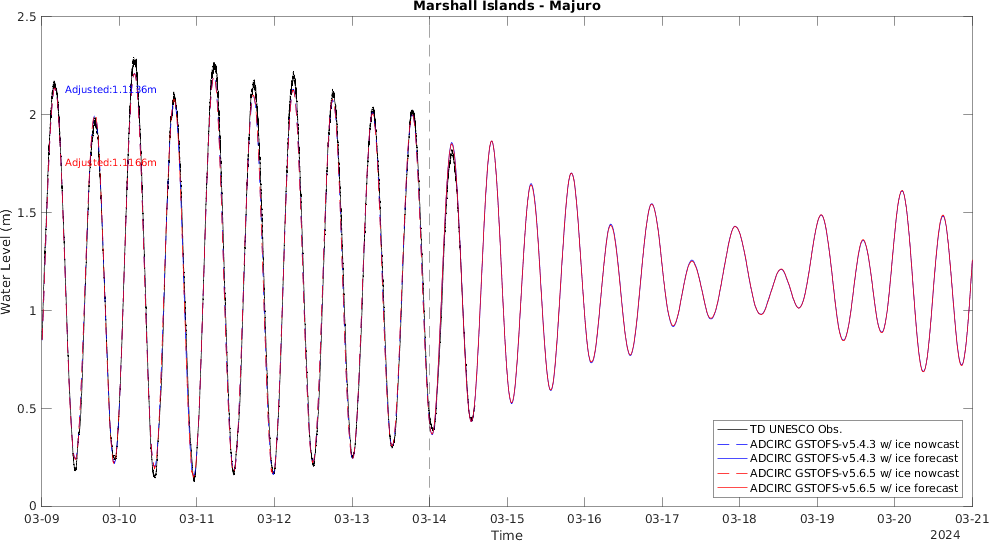 Marshall Islands - Majuro
2.5
2
1.5
1
0.5
0
Water Level (m)
Adjusted:1.1136m
Adjusted:1.1166m
TD UNESCO Obs.
ADCIRC GSTOFS-v5.4.3 w/ ice nowcast
ADCIRC GSTOFS-v5.4.3 w/ ice forecast
ADCIRC GSTOFS-v5.6.5 w/ ice nowcast
ADCIRC GSTOFS-v5.6.5 w/ ice forecast
03-09 03-10 03-11 03-12 03-13 03-14 03-15 03-16 03-17 03-18 03-19 03-20 03-21
Time
2024